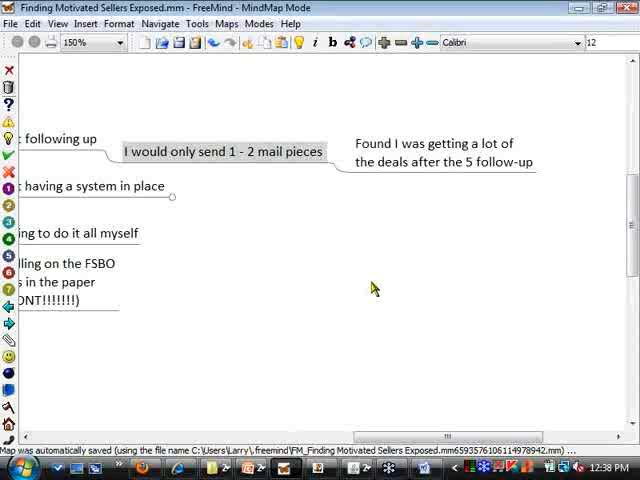 Finding Motivated Sellers Exposed.mm - FreeMind - MindMap Mode
File Edit View Insert Format Navigate Tools Maps Modes Help
150% i b Calibri 12
t following up
I would only send 1 - 2 mail pieces
Found I was getting a lot of
the deals after the 5 follow-up
t having a system in place
ing to do it all myself
lling on the FSBO
s in the paper
ONT!!!!!!!)
Map was automatically saved (using the file name C:\Users\Larry\.freemind\FM_Finding Motivated Sellers Exposed.mm6593576106114978942.mm) ...
12:38 PM